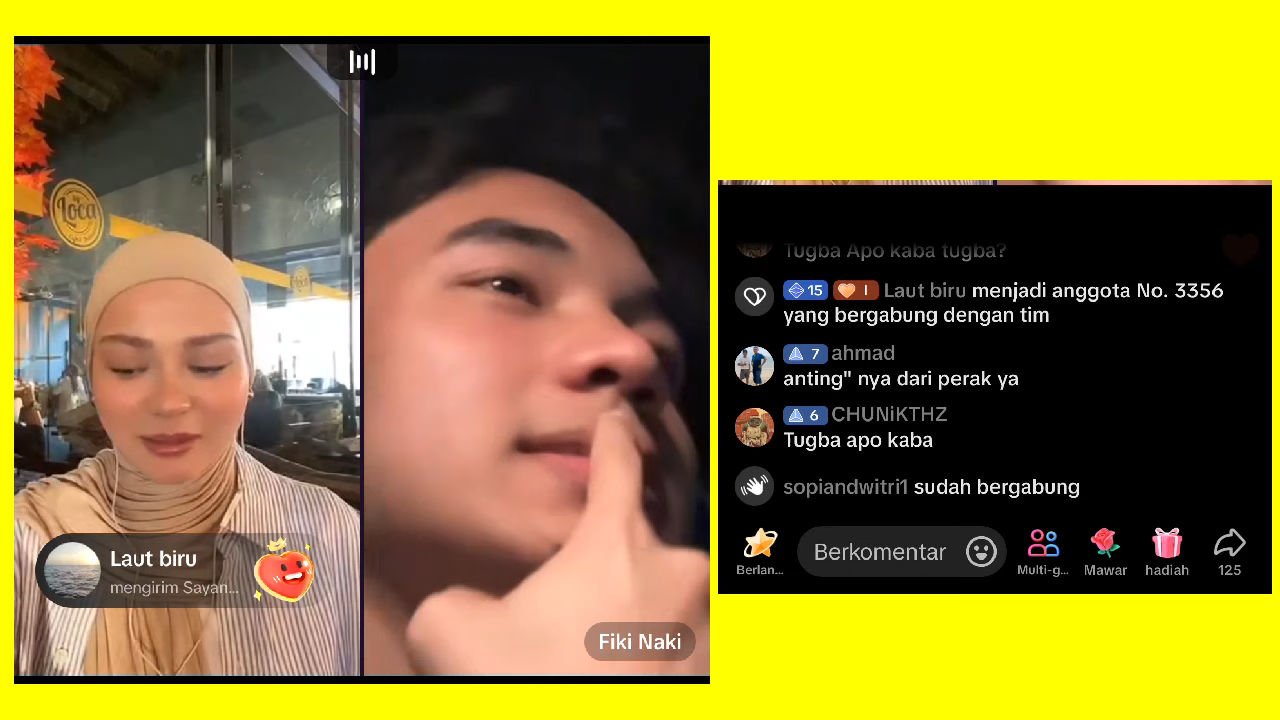 Loca
Laut biru
mengirim Sayan...
Fiki Naki
Tugba Apo kaba tugba?
15 I Laut biru menjadi anggota No. 3356
yang bergabung dengan tim
7 ahmad
anting" nya dari perak ya
6 CHUNiKTHZ
Tugba apo kaba
sopiandwitri1 sudah bergabung
Berkomentar
Berlan...
Multi-g...
Mawar
hadiah
125